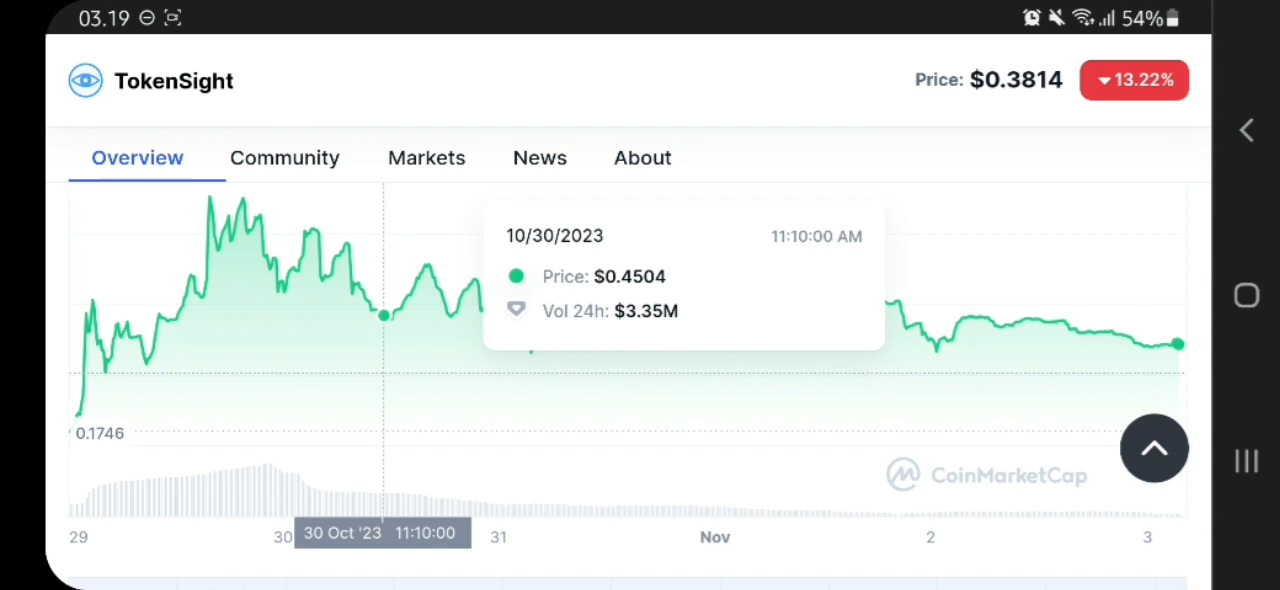 03.19 54%
TokenSight Price: $0.3814 13.22%
Overview Community Markets News About
10/30/2023 11:10:00 AM
Price: $0.4504
Vol 24h: $3.35M
0.1746
CoinMarketCap
30 Oct '23 11:10:00
29 30 31 Nov 2 3